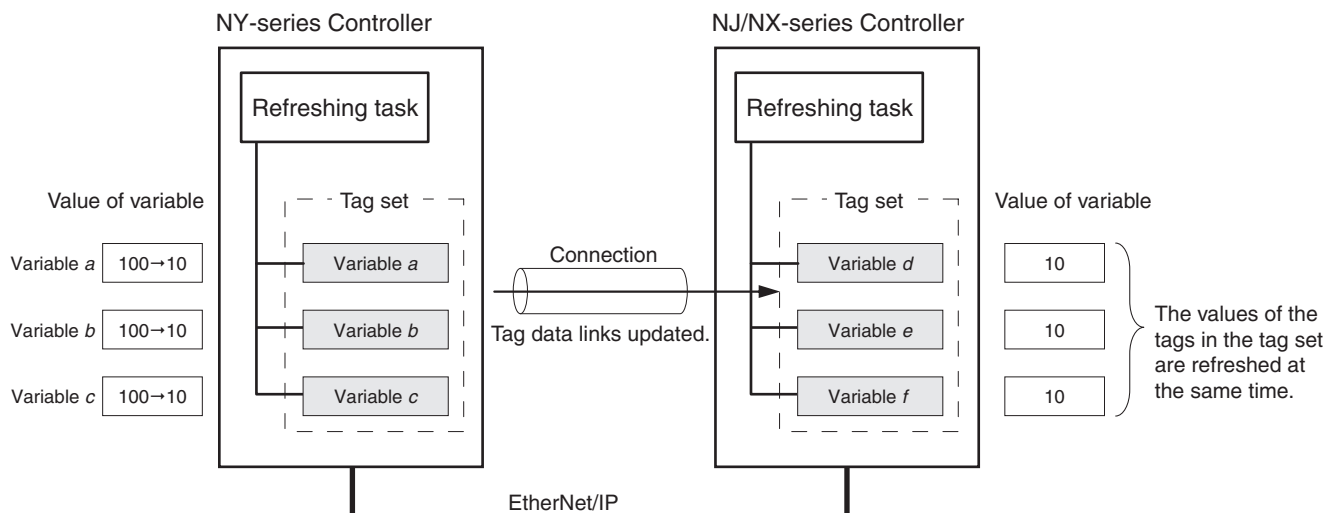 NY-series Controller
NJ/NX-series Controller
Refreshing task
Refreshing task
Value of variable
Tag set
Tag set
Value of variable
Variable a
100→10
Variable a
Connection
Variable d
10
Variable b
100→10
Variable b
Tag data links updated.
Variable e
10
The values of the
tags in the tag set
are refreshed at
the same time.
Variable c
100→10
Variable c
Variable f
10
EtherNet/IP